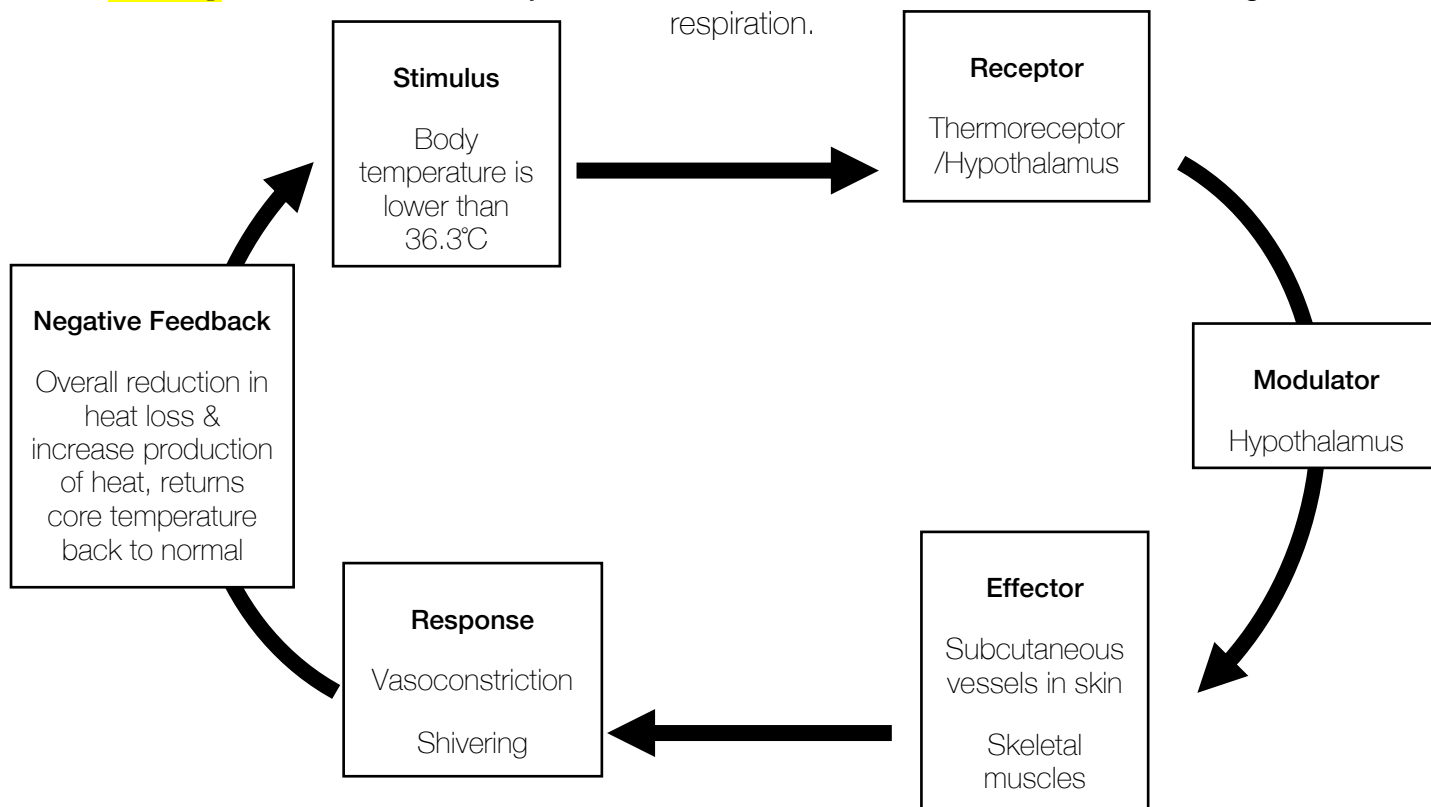 respiration.
Stimulus
Body
temperature is
lower than
36.3°C
Receptor
Thermoreceptor
/Hypothalamus
Modulator
Hypothalamus
Effector
Subcutaneous
vessels in skin
Skeletal
muscles
Response
Vasoconstriction
Shivering
Negative Feedback
Overall reduction in
heat loss &
increase production
of heat, returns
core temperature
back to normal